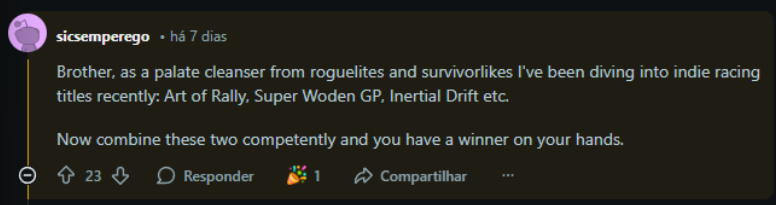 sicsemperego • há 7 dias
Brother, as a palate cleanser from roguelites and survivorlikes I've been diving into indie racing
titles recently: Art of Rally, Super Woden GP, Inertial Drift etc.
Now combine these two competently and you have a winner on your hands.
23 Responder 1 Compartilhar ...